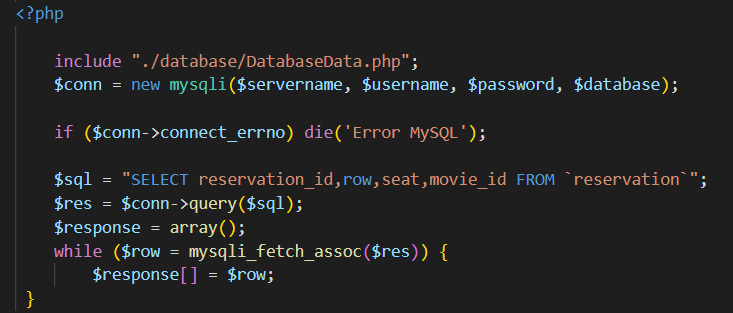 <?php
include "./database/DatabaseData.php";
$conn = new mysqli($servername, $username, $password, $database);
if ($conn->connect_errno) die('Error MySQL');
$sql = "SELECT reservation_id,row,seat,movie_id FROM `reservation`";
$res = $conn->query($sql);
$response = array();
while ($row = mysqli_fetch_assoc($res)) {
$response[] = $row;
}